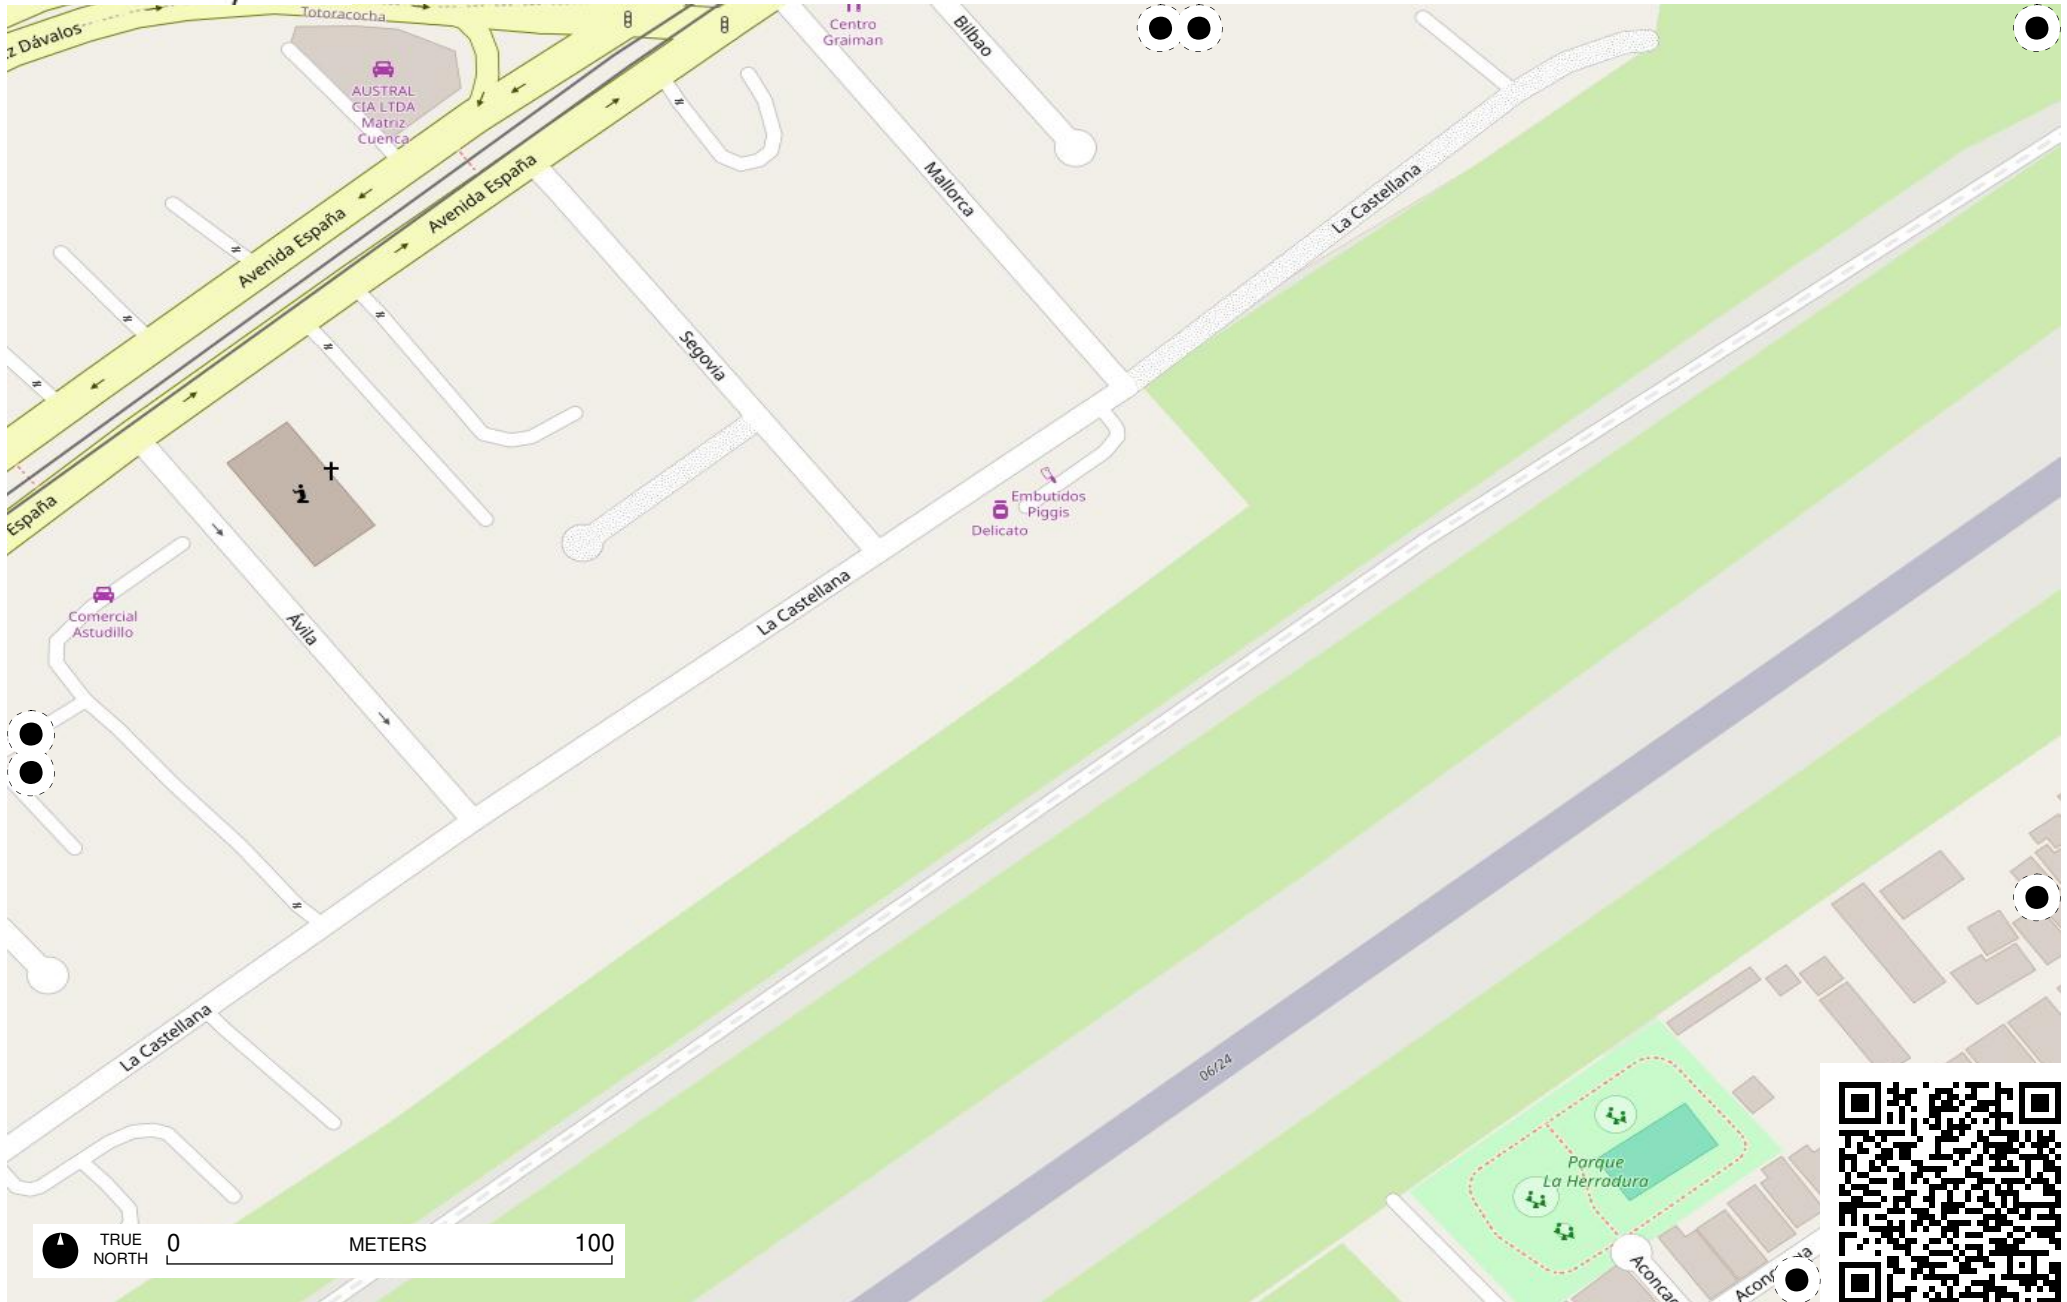 z Dávalos
Totoracocha
Centro
Graiman
Bilbao
AUSTRAL
CIA LTDA
Matriz
Cuenca
Avenida España
Avenida España
Mallorca
La Castellana
Segovia
España
Embutidos
Piggis
Delicato
Comercial
Astudillo
Ávila
La Castellana
La Castellana
06/24
Parque
La Herradura
Aconcag
TRUE
NORTH
0
METERS
100